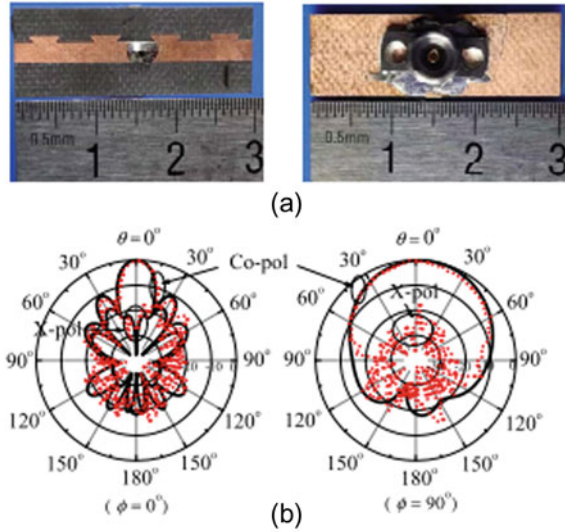 0.5mm 1 2 3
0.5mm 1 2 3
(a)
θ = 0° θ = 0°
30° 30° Co-pol 30° 30°
60° X-pol 60° 60° X-pol 60°
90° 90° 90° 90°
120° 120° 120° 120°
150° 150° 150° 150°
180° 180°
( ϕ = 0° ) (b) ( ϕ = 90° )